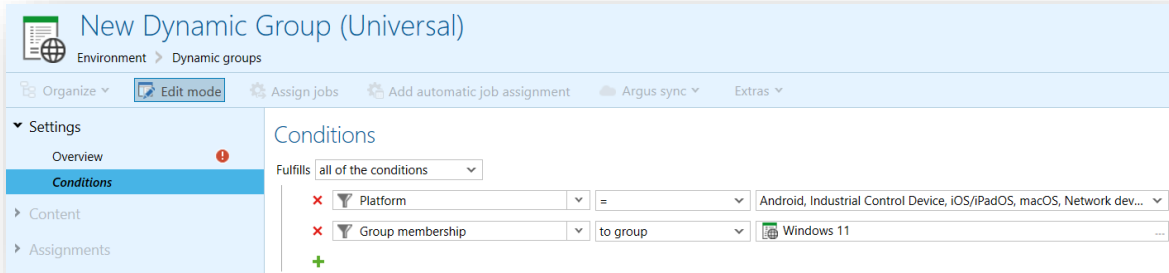 New Dynamic Group (Universal)
Environment > Dynamic groups
Organize Edit mode Assign jobs Add automatic job assignment Argus sync Extras
Settings
Overview
Conditions
Content
Assignments
Conditions
Fulfills all of the conditions
Platform = Android, Industrial Control Device, iOS/iPadOS, macOS, Network dev...
Group membership to group Windows 11 ...